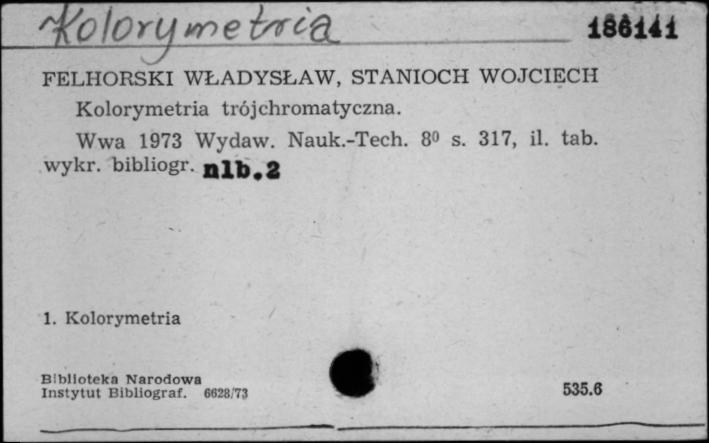 Kolorymetria 186141
FELHORSKI WŁADYSŁAW, STANIOCH WOJCIECH
Kolorymetria trójchromatyczna.
Wwa 1973 Wydaw. Nauk.-Tech. 8⁰ s. 317, il. tab.
wykr. bibliogr. nlb.2
1. Kolorymetria
Biblioteka Narodowa
Instytut Bibliograf. 6628/73 535.6